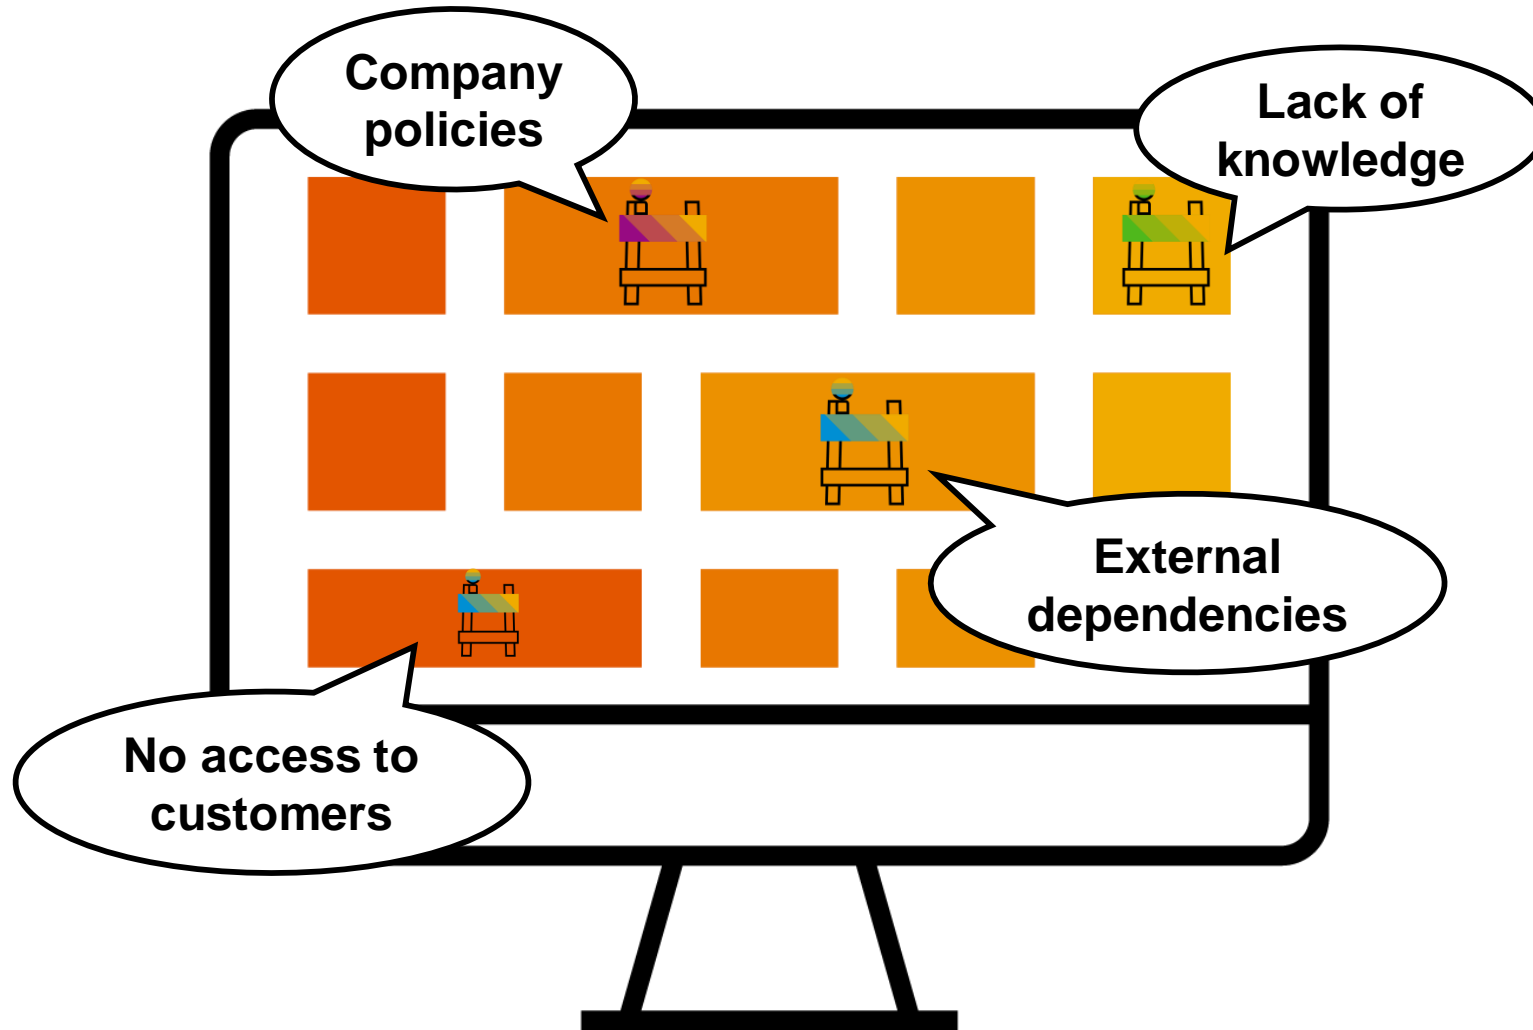 Company
policies
Lack of
knowledge
External
dependencies
No access to
customers